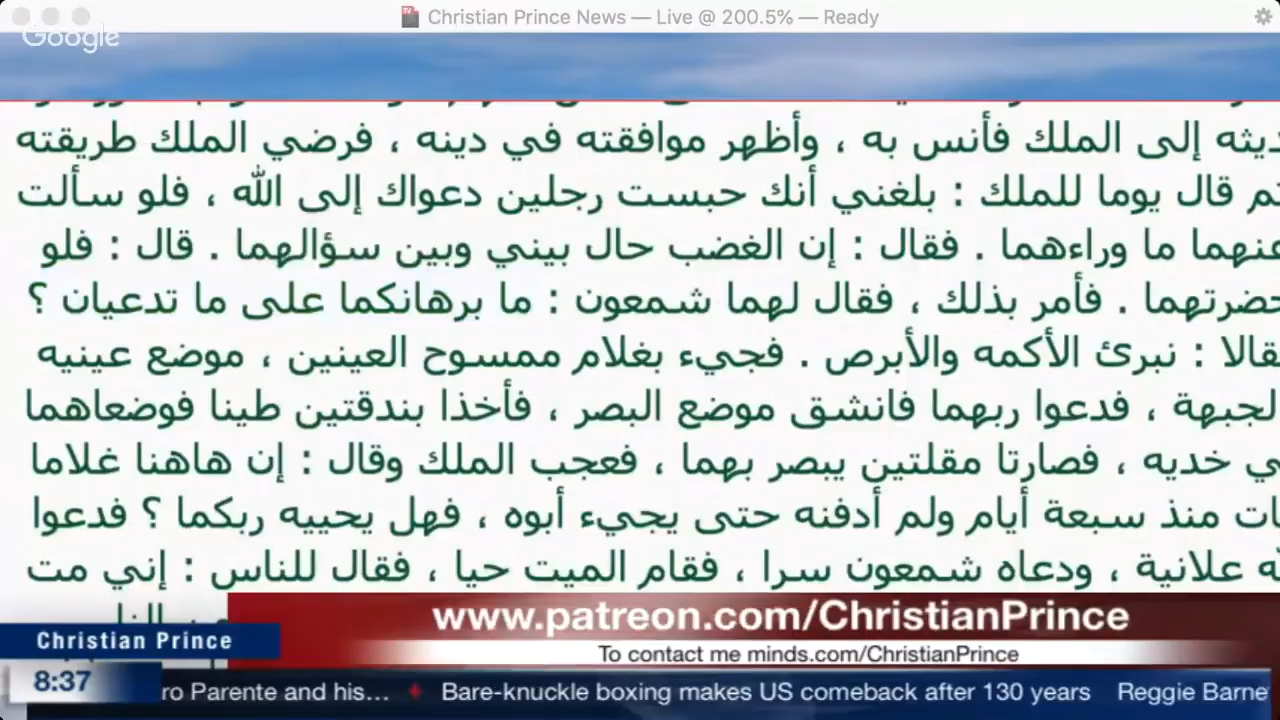 Christian Prince News — Live @ 200.5% — Ready
Google
إلى الملك فأنس به ، وأظهر موافقته في دينه ، فرضي الملك طريقته
قال يوما للملك : بلغني أنك حبست رجلين دعواك إلى الله ، فلو سألت
ما وراءهما . فقال : إن الغضب حال بيني وبين سؤالهما . قال : فلو
فأمر بذلك ، فقال لهما شمعون : ما برهانكما على ما تدعيان ؟
نبرئ الأكمه والأبرص . فجيء بغلام ممسوح العينين ، موضع عينيه
لجبهة ، فدعوا ربهما فانشق موضع البصر ، فأخذا بندقتين طينا فوضعاهما
خديه ، فصارتا مقلتين يبصر بهما ، فعجب الملك وقال : إن هاهنا غلاما
منذ سبعة أيام ولم أدفنه حتى يجيء أبوه ، فهل يحييه ربكما ؟ فدعوا
علانية ، ودعاه شمعون سرا ، فقام الميت حيا ، فقال للناس : إني مت
www.patreon.com/ChristianPrince
Christian Prince
To contact me minds.com/ChristianPrince
8:37
ro Parente and his... Bare-knuckle boxing makes US comeback after 130 years Reggie Barne